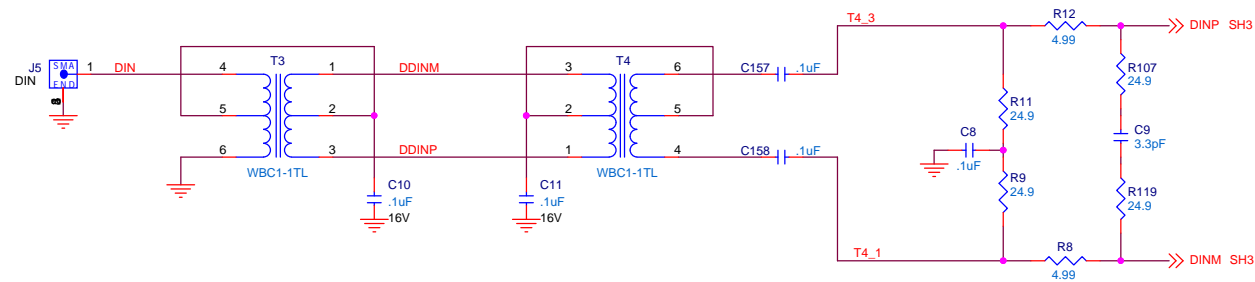 J5
DIN
SMA
END
1
DIN
4
5
6
T3
WBC1-1TL
1
2
3
DDINM
DDINP
C10
.1uF
16V
C11
.1uF
16V
3
2
1
T4
WBC1-1TL
6
5
4
C157
.1uF
C158
.1uF
T4_3
T4_1
C8
.1uF
R11
24.9
R9
24.9
R12
4.99
R8
4.99
R107
24.9
C9
3.3pF
R119
24.9
DINP SH3
DINM SH3